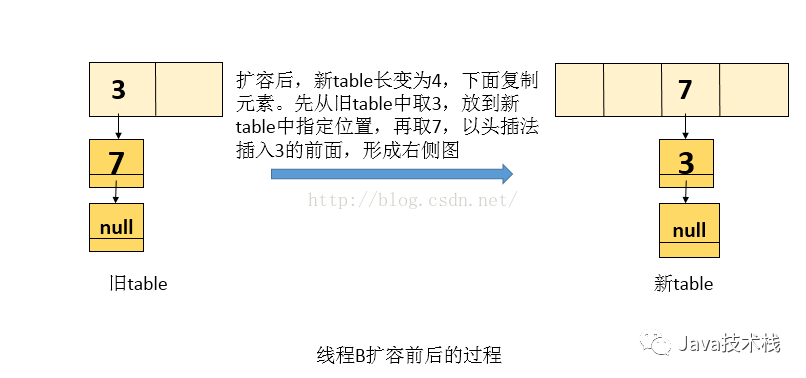 3
7
null
旧table
扩容后，新table长变为4，下面复制
元素。先从旧table中取3，放到新
table中指定位置，再取7，以头插法
插入3的前面，形成右侧图
http://blog.csdn.net/
7
3
null
新table
线程B扩容前后的过程
Java技术栈